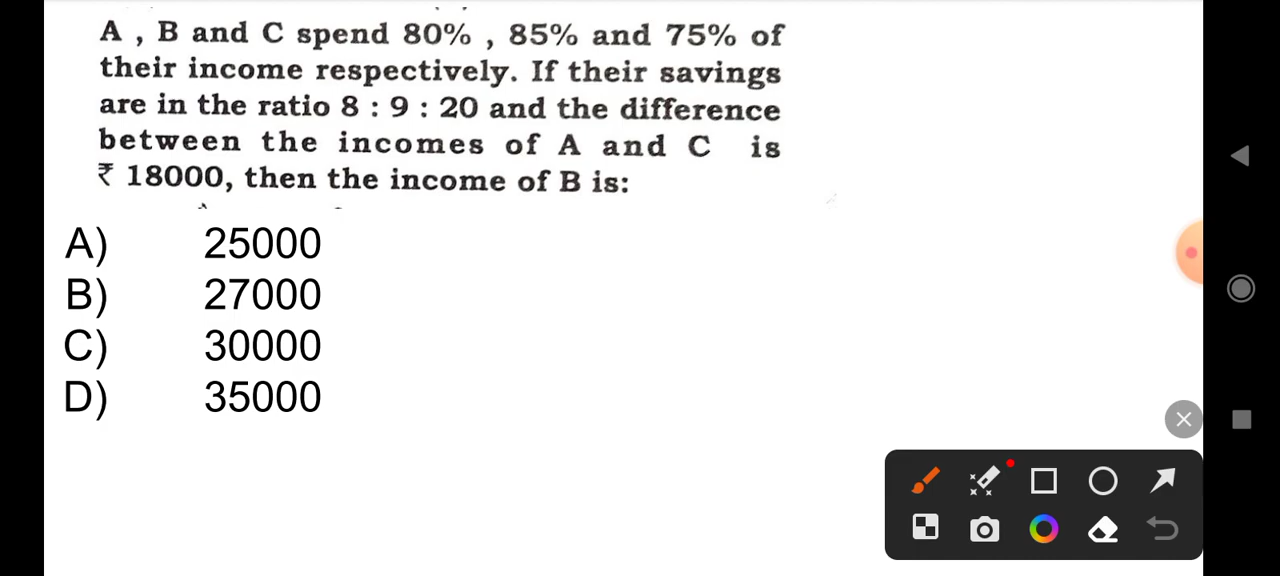 A , B and C spend 80% , 85% and 75% of
their income respectively. If their savings
are in the ratio 8 : 9 : 20 and the difference
between the incomes of A and C is
₹ 18000, then the income of B is:
A) 25000
B) 27000
C) 30000
D) 35000